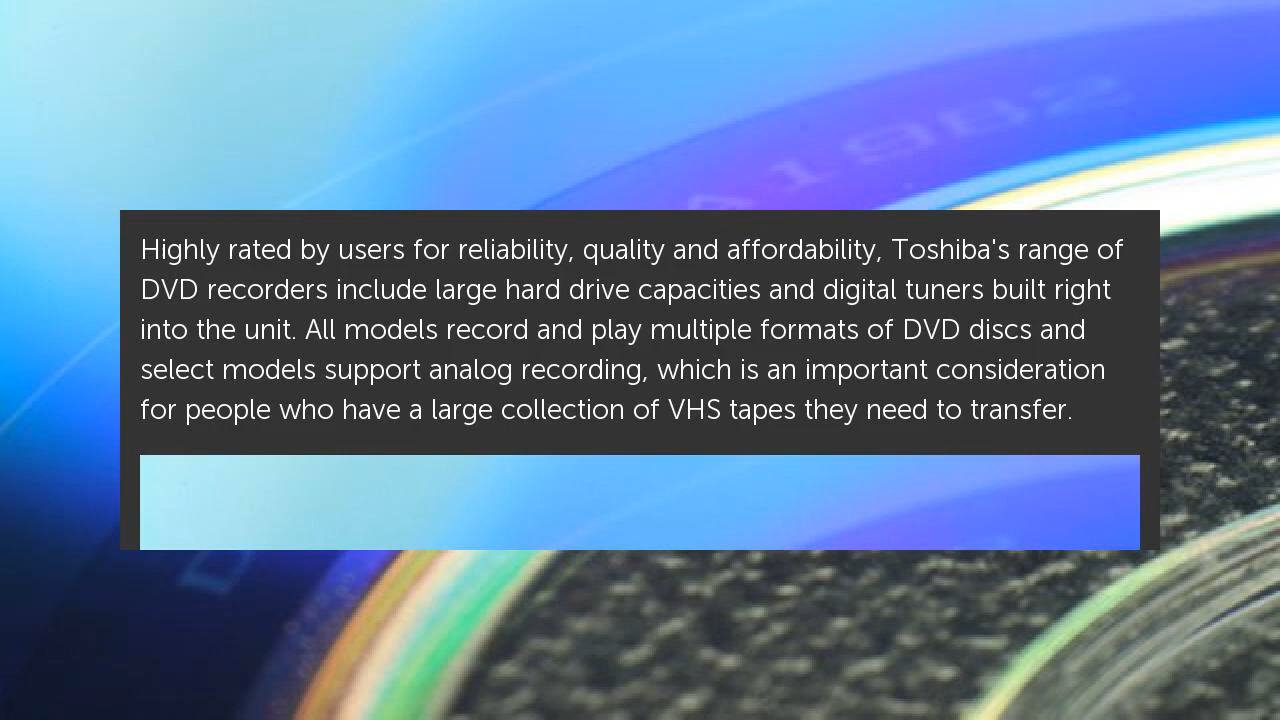 A1982
Highly rated by users for reliability, quality and affordability, Toshiba's range of
DVD recorders include large hard drive capacities and digital tuners built right
into the unit. All models record and play multiple formats of DVD discs and
select models support analog recording, which is an important consideration
for people who have a large collection of VHS tapes they need to transfer.